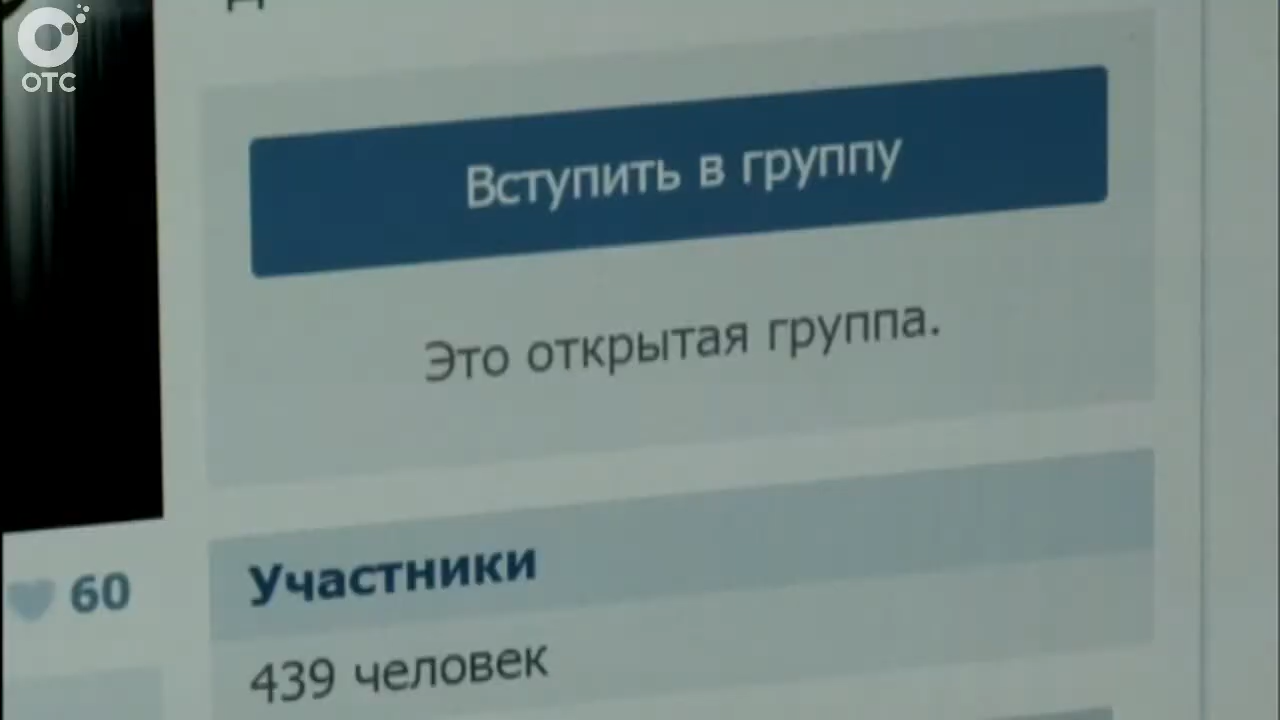 ОТС
Вступить в группу
Это открытая группа.
60
Участники
439 человек